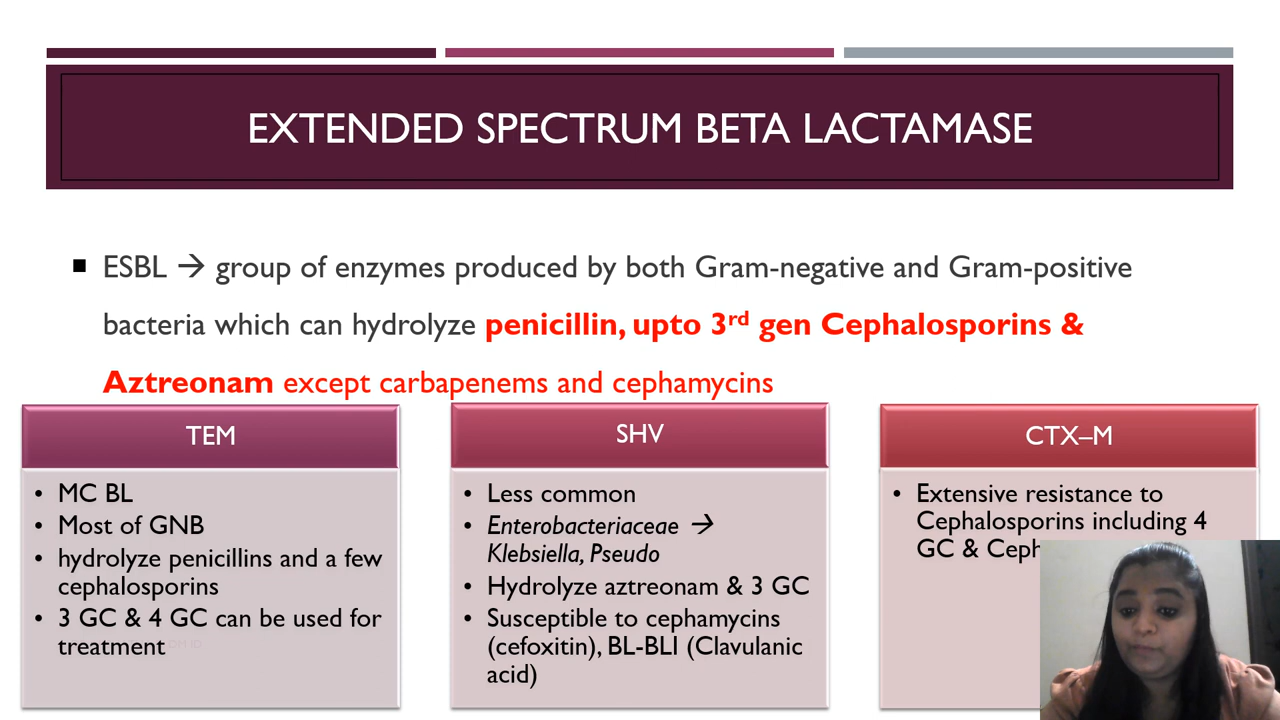 EXTENDED SPECTRUM BETA LACTAMASE
▪ ESBL → group of enzymes produced by both Gram-negative and Gram-positive
bacteria which can hydrolyze penicillin, upto 3rd gen Cephalosporins &
Aztreonam except carbapenems and cephamycins
TEM
• MC BL
• Most of GNB
• hydrolyze penicillins and a few
cephalosporins
• 3 GC & 4 GC can be used for
treatment
SHV
• Less common
• Enterobacteriaceae →
Klebsiella, Pseudo
• Hydrolyze aztreonam & 3 GC
• Susceptible to cephamycins
(cefoxitin), BL-BLI (Clavulanic
acid)
CTX–M
• Extensive resistance to
Cephalosporins including 4
GC &